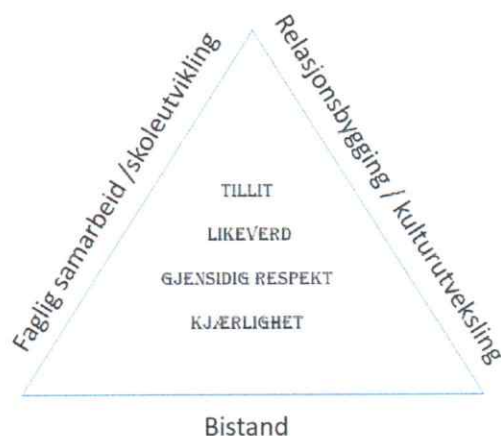 Faglig samarbeid /skoleutvikling
Relasjonsbygging / kulturutveksling
TILLIT
LIKEVERD
GJENSIDIG RESPEKT
KJÆRLIGHET
Bistand